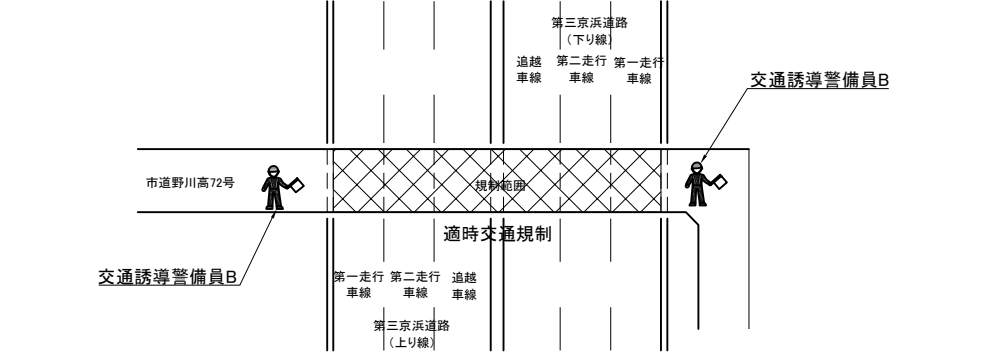 第三京浜道路
（下り線）
追越
車線
第二走行
車線
第一走行
車線
交通誘導警備員B
市道野川高72号
規制範囲
適時交通規制
交通誘導警備員B
第一走行
車線
第二走行
車線
追越
車線
第三京浜道路
（上り線）